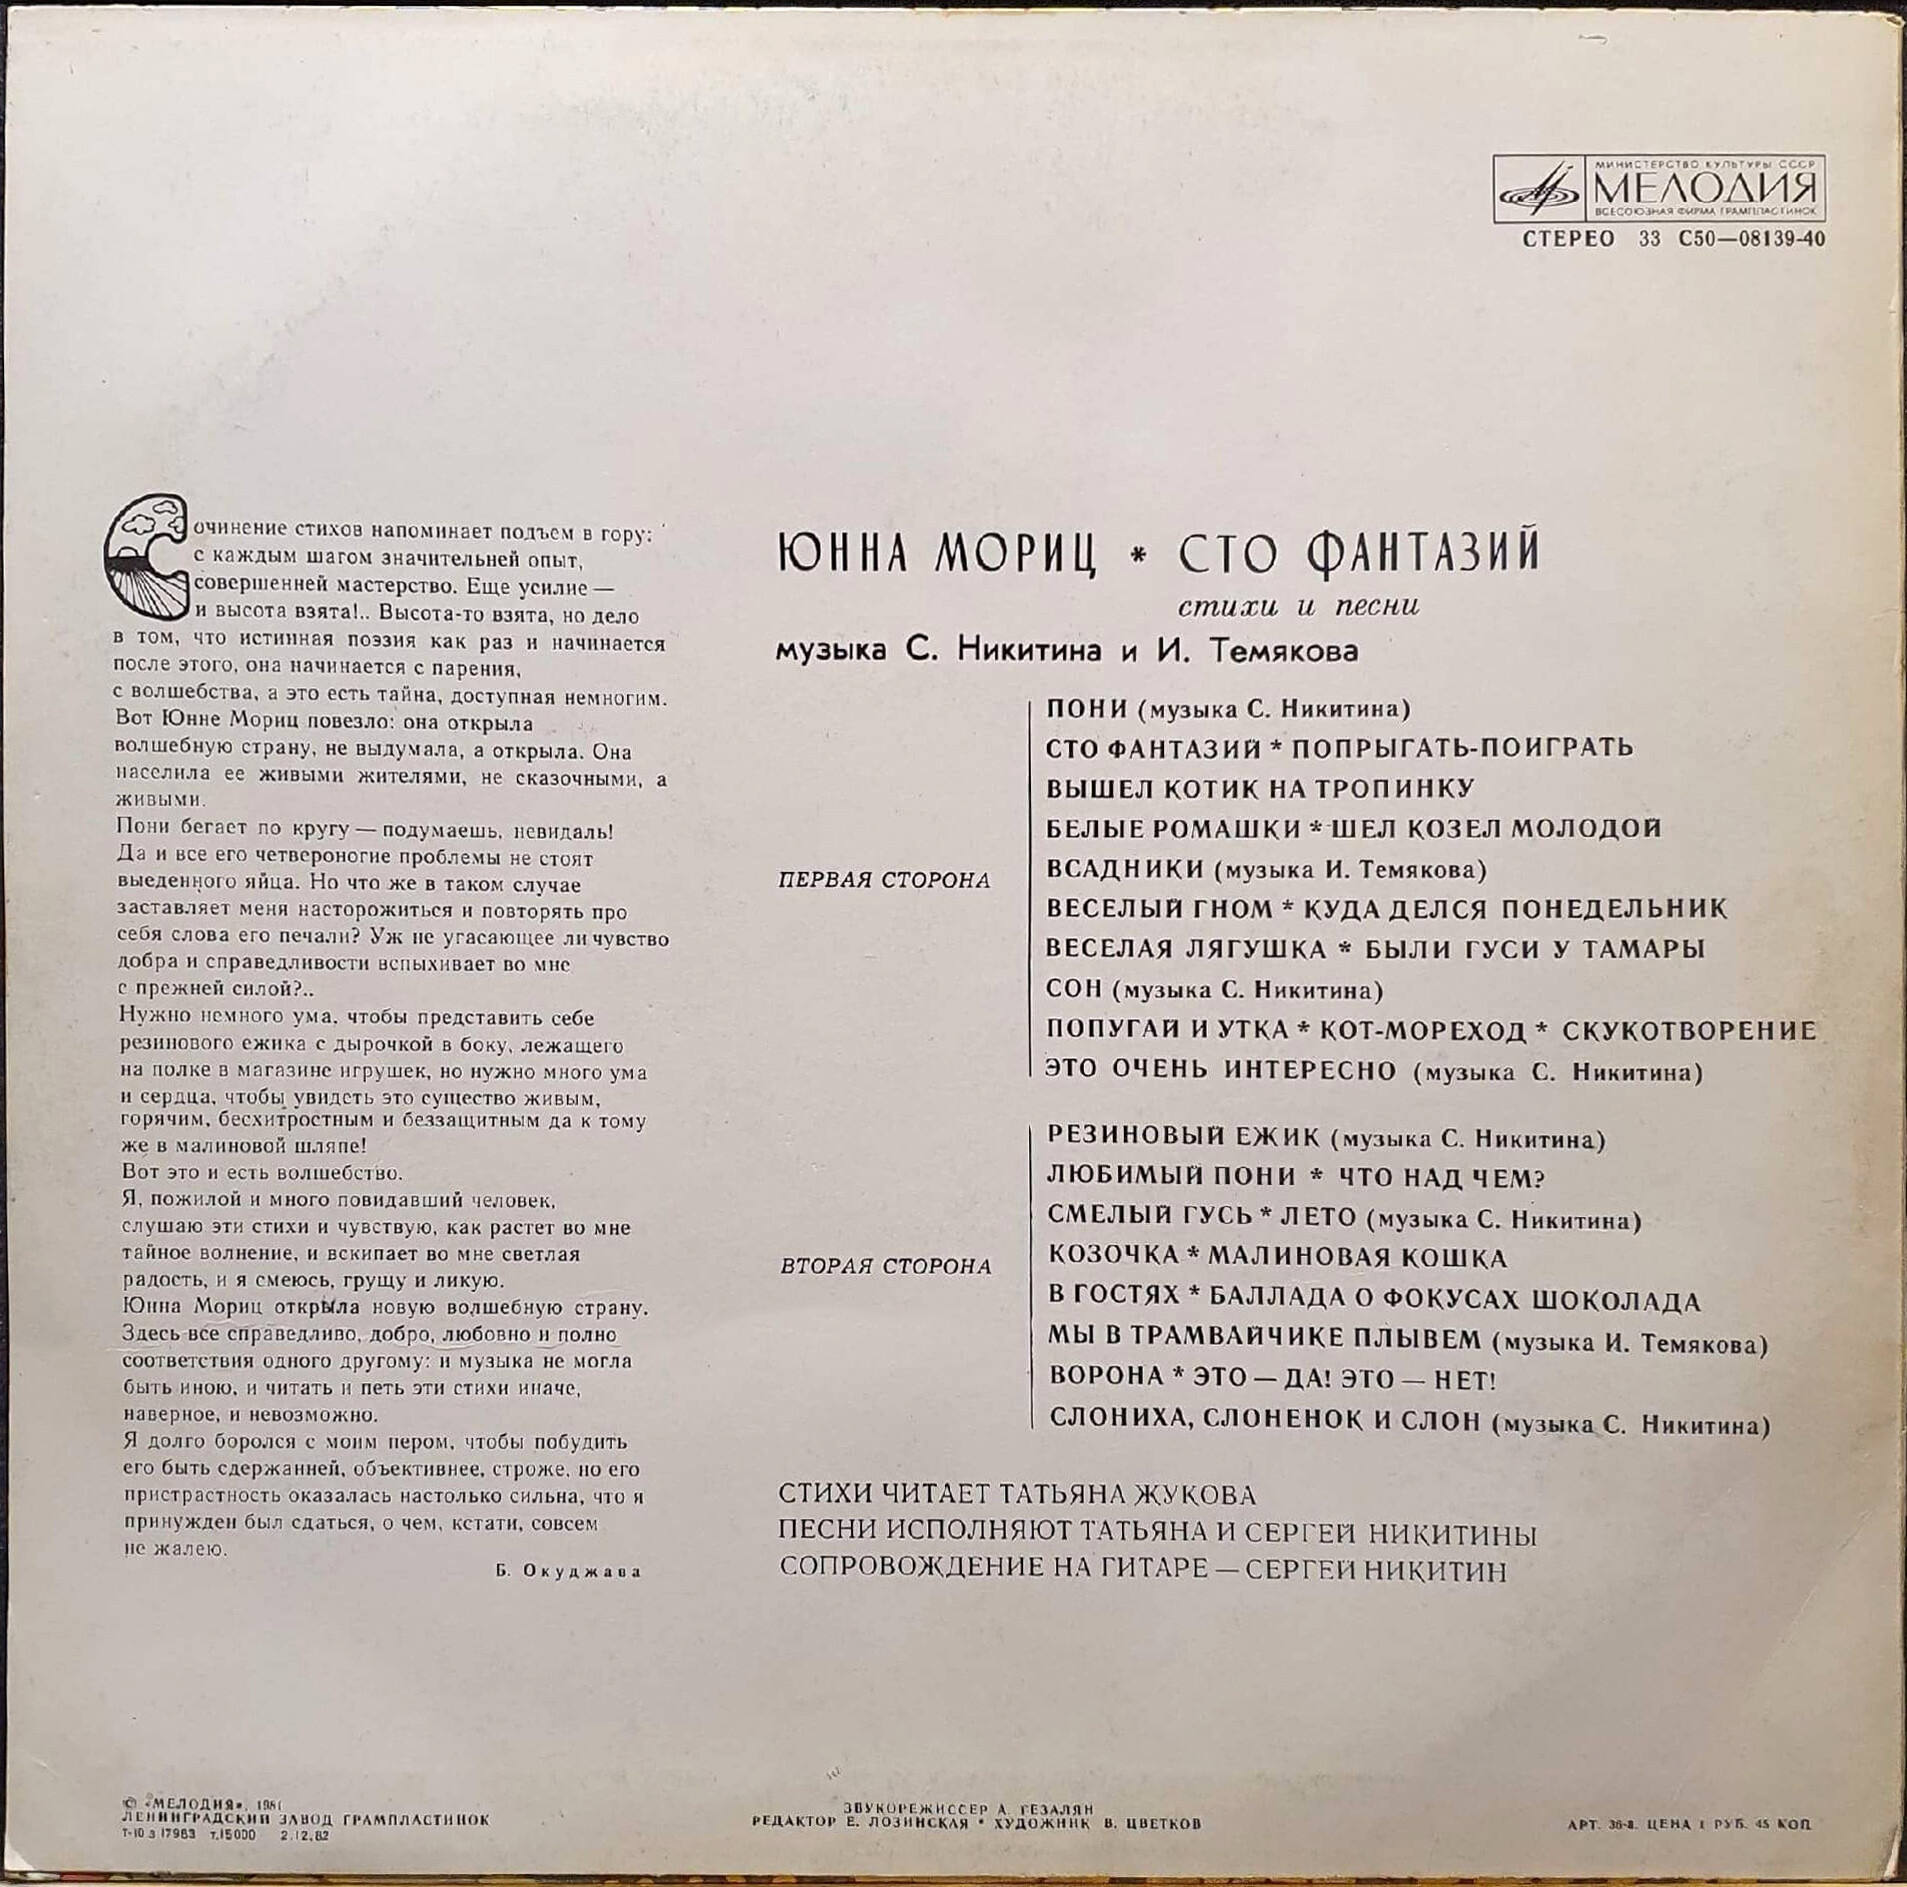 МИНИСТЕРСТВО КУЛЬТУРЫ СССР
МЕЛОДИЯ
ВСЕСОЮЗНАЯ ФИРМА ГРАМПЛАСТИНОК
СТЕРЕО 33 С50—08139-40
Сочинение стихов напоминает подъем в гору:
с каждым шагом значительней опыт,
совершенней мастерство. Еще усилие —
и высота взята!.. Высота-то взята, но дело
в том, что истинная поэзия как раз и начинается
после этого, она начинается с парения,
с волшебства, а это есть тайна, доступная немногим.
Вот Юнне Мориц повезло: она открыла
волшебную страну, не выдумала, а открыла. Она
населила ее живыми жителями, не сказочными, а
живыми.
Пони бегает по кругу — подумаешь, невидаль!
Да и все его четвероногие проблемы не стоят
выеденного яйца. Но что же в таком случае
заставляет меня насторожиться и повторять про
себя слова его печали? Уж не угасающее ли чувство
добра и справедливости вспыхивает во мне
с прежней силой?..
Нужно немного ума, чтобы представить себе
резинового ежика с дырочкой в боку, лежащего
на полке в магазине игрушек, но нужно много ума
и сердца, чтобы увидеть это существо живым,
горячим, бесхитростным и беззащитным да к тому
же в малиновой шляпе!
Вот это и есть волшебство.
Я, пожилой и много повидавший человек,
слушаю эти стихи и чувствую, как растет во мне
тайное волнение, и вскипает во мне светлая
радость, и я смеюсь, грущу и ликую.
Юнна Мориц открыла новую волшебную страну.
Здесь все справедливо, добро, любовно и полно
соответствия одного другому: и музыка не могла
быть иною, и читать и петь эти стихи иначе,
наверное, и невозможно.
Я долго боролся с моим пером, чтобы побудить
его быть сдержанней, объективнее, строже, но его
пристрастность оказалась настолько сильна, что я
принужден был сдаться, о чем, кстати, совсем
не жалею.
Б. Окуджава
ЮННА МОРИЦ * СТО ФАНТАЗИЙ
стихи и песни
музыка С. Никитина и И. Темякова
ПЕРВАЯ СТОРОНА
ПОНИ (музыка С. Никитина)
СТО ФАНТАЗИЙ * ПОПРЫГАТЬ-ПОИГРАТЬ
ВЫШЕЛ КОТИК НА ТРОПИНКУ
БЕЛЫЕ РОМАШКИ * ШЕЛ КОЗЕЛ МОЛОДОЙ
ВСАДНИКИ (музыка И. Темякова)
ВЕСЕЛЫЙ ГНОМ * КУДА ДЕЛСЯ ПОНЕДЕЛЬНИК
ВЕСЕЛАЯ ЛЯГУШКА * БЫЛИ ГУСИ У ТАМАРЫ
СОН (музыка С. Никитина)
ПОПУГАЙ И УТКА * КОТ-МОРЕХОД * СКУКОТВОРЕНИЕ
ЭТО ОЧЕНЬ ИНТЕРЕСНО (музыка С. Никитина)
ВТОРАЯ СТОРОНА
РЕЗИНОВЫЙ ЕЖИК (музыка С. Никитина)
ЛЮБИМЫЙ ПОНИ * ЧТО НАД ЧЕМ?
СМЕЛЫЙ ГУСЬ * ЛЕТО (музыка С. Никитина)
КОЗОЧКА * МАЛИНОВАЯ КОШКА
В ГОСТЯХ * БАЛЛАДА О ФОКУСАХ ШОКОЛАДА
МЫ В ТРАМВАЙЧИКЕ ПЛЫВЕМ (музыка И. Темякова)
ВОРОНА * ЭТО — ДА! ЭТО — НЕТ!
СЛОНИХА, СЛОНЕНОК И СЛОН (музыка С. Никитина)
СТИХИ ЧИТАЕТ ТАТЬЯНА ЖУКОВА
ПЕСНИ ИСПОЛНЯЮТ ТАТЬЯНА И СЕРГЕЙ НИКИТИНЫ
СОПРОВОЖДЕНИЕ НА ГИТАРЕ — СЕРГЕЙ НИКИТИН
© «МЕЛОДИЯ», 1981
ЛЕНИНГРАДСКИЙ ЗАВОД ГРАМПЛАСТИНОК
Т-10 з 17983 т.15000 2.12.82
ЗВУКОРЕЖИССЕР А. ГЕЗАЛЯН
РЕДАКТОР Е. ЛОЗИНСКАЯ * ХУДОЖНИК В. ЦВЕТКОВ
АРТ. 36-8. ЦЕНА 1 РУБ. 45 КОП.